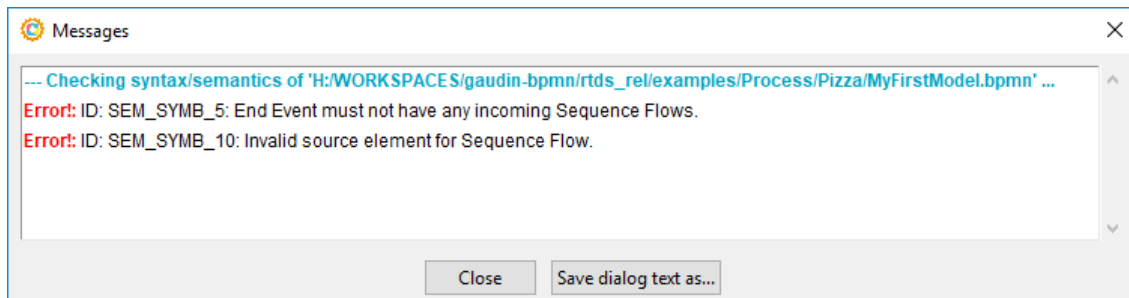 Messages
--- Checking syntax/semantics of 'H:/WORKSPACES/gaudin-bpmn/rtds_rel/examples/Process/Pizza/MyFirstModel.bpmn' ...
Error!: ID: SEM_SYMB_5: End Event must not have any incoming Sequence Flows.
Error!: ID: SEM_SYMB_10: Invalid source element for Sequence Flow.
Close Save dialog text as...